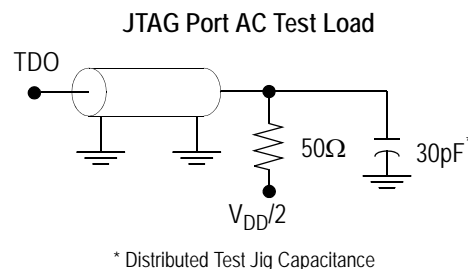 JTAG Port AC Test Load
TDO
50Ω
30pF*
VDD/2
* Distributed Test Jig Capacitance